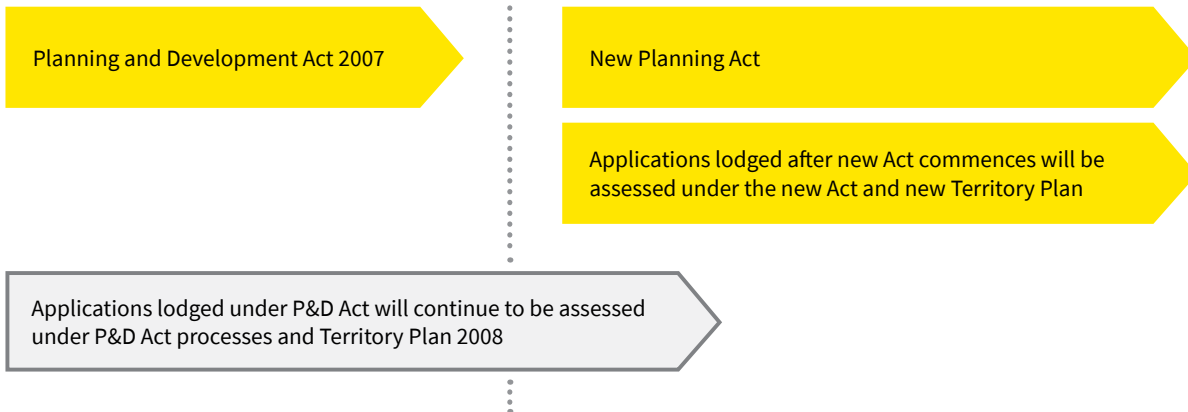 Planning and Development Act 2007
New Planning Act
Applications lodged after new Act commences will be
assessed under the new Act and new Territory Plan
Applications lodged under P&D Act will continue to be assessed
under P&D Act processes and Territory Plan 2008